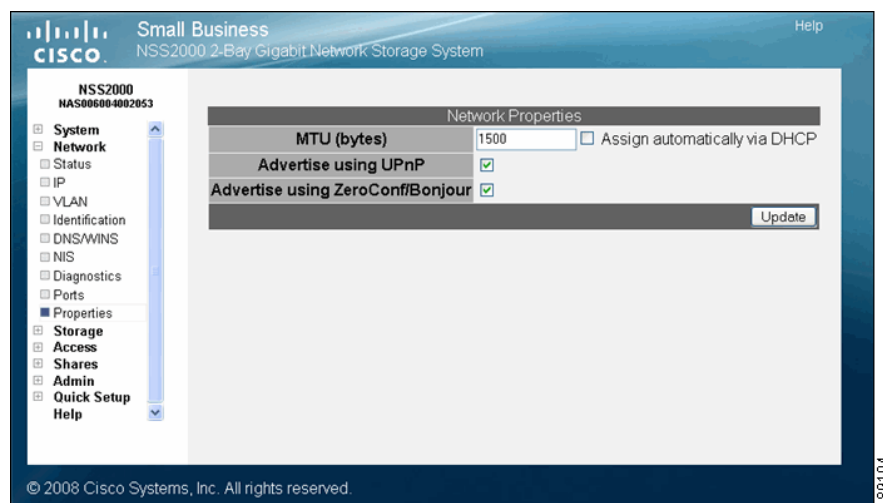 Small Business
Help
CISCO. NSS2000 2-Bay Gigabit Network Storage System
NSS2000
NAS006004002053
System
Network
Status
IP
VLAN
Identification
DNS/WINS
NIS
Diagnostics
Ports
Properties
Storage
Access
Shares
Admin
Quick Setup
Help
Network Properties
MTU (bytes) 1500 Assign automatically via DHCP
Advertise using UPnP
Advertise using ZeroConf/Bonjour
Update
© 2008 Cisco Systems, Inc. All rights reserved.